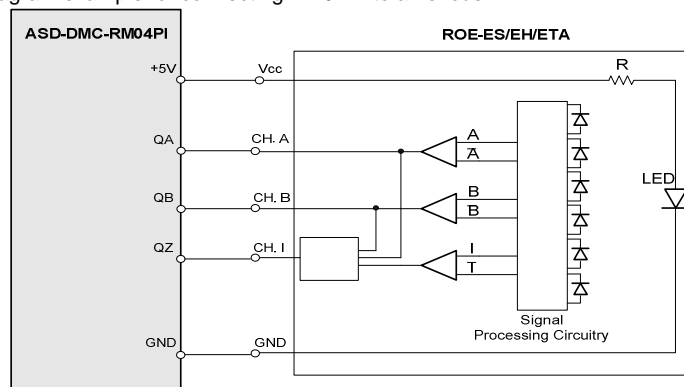 ASD-DMC-RM04PI
ROE-ES/EH/ETA
+5V
Vcc
R
QA
CH. A
A
A
QB
CH. B
B
B
LED
QZ
CH. I
I
T
Signal
Processing Circuitry
GND
GND